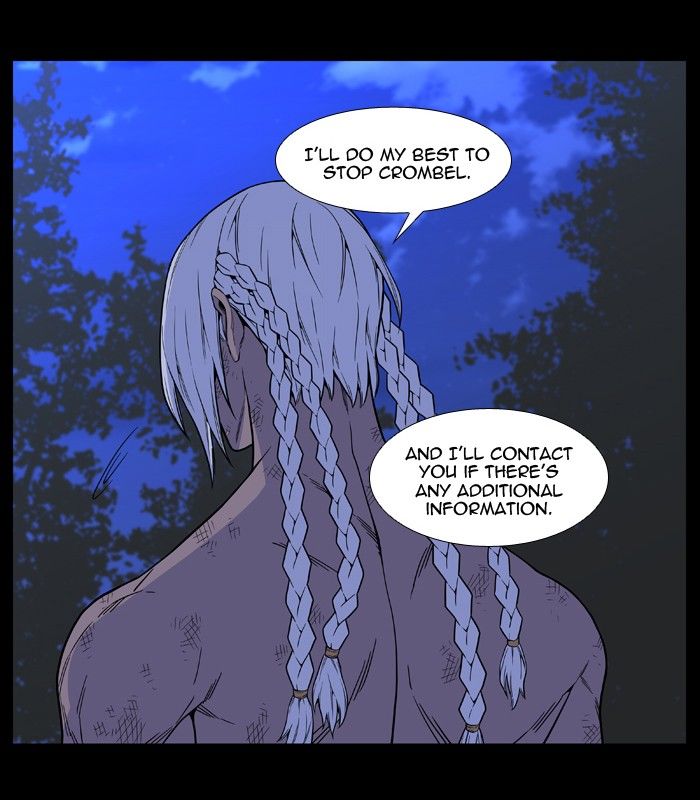 I'LL DO MY BEST TO
STOP CROMBEL.
AND I'LL CONTACT
YOU IF THERE'S
ANY ADDITIONAL
INFORMATION.